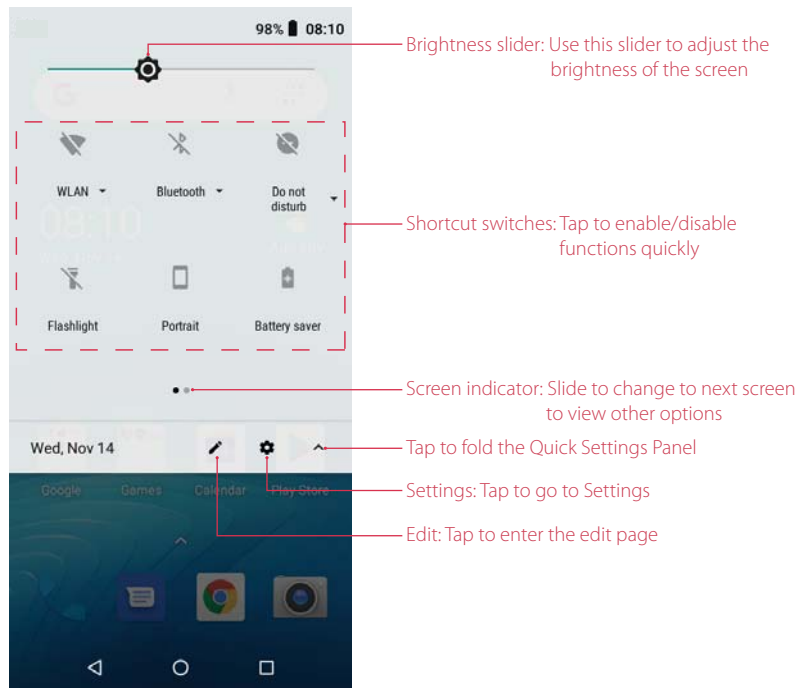 98% 08:10
Brightness slider: Use this slider to adjust the
brightness of the screen
WLAN Bluetooth Do not
disturb
08:10
Shortcut switches: Tap to enable/disable
functions quickly
Flashlight Portrait Battery saver
Screen indicator: Slide to change to next screen
to view other options
Wed, Nov 14
Tap to fold the Quick Settings Panel
Google Games Calendar Play Store
Settings: Tap to go to Settings
Edit: Tap to enter the edit page